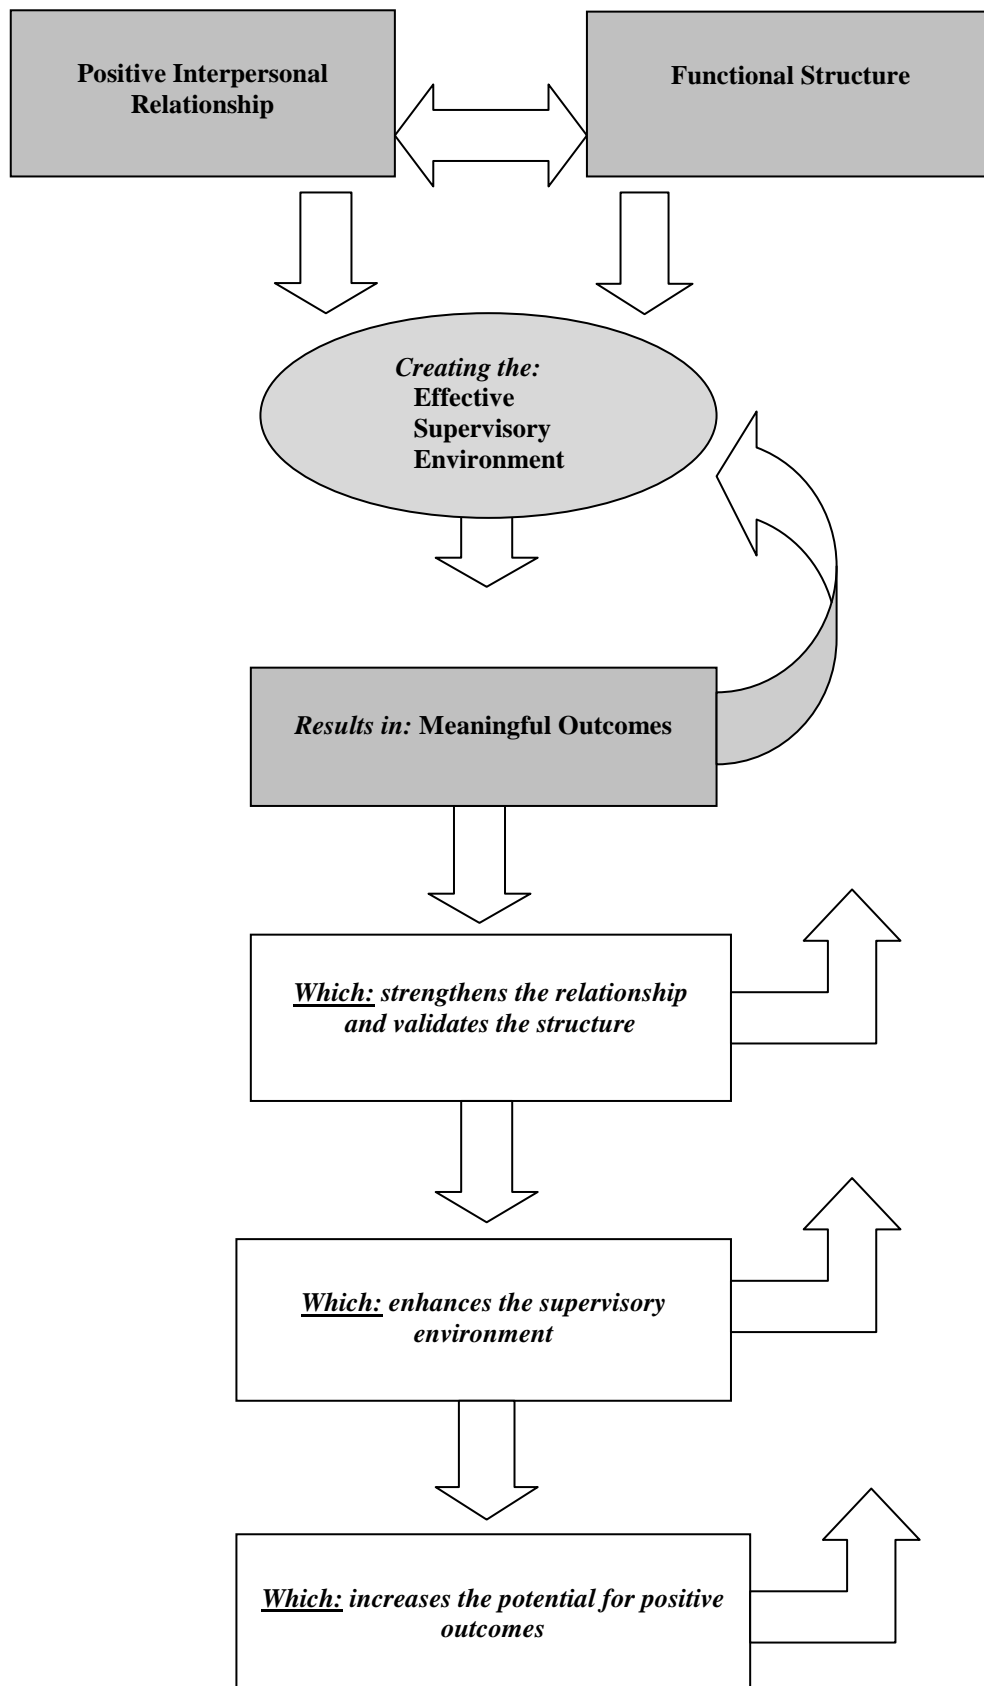 Positive Interpersonal
Relationship
Functional Structure
Creating the:
Effective
Supervisory
Environment
Results in: Meaningful Outcomes
Which: strengthens the relationship
and validates the structure
Which: enhances the supervisory
environment
Which: increases the potential for positive
outcomes